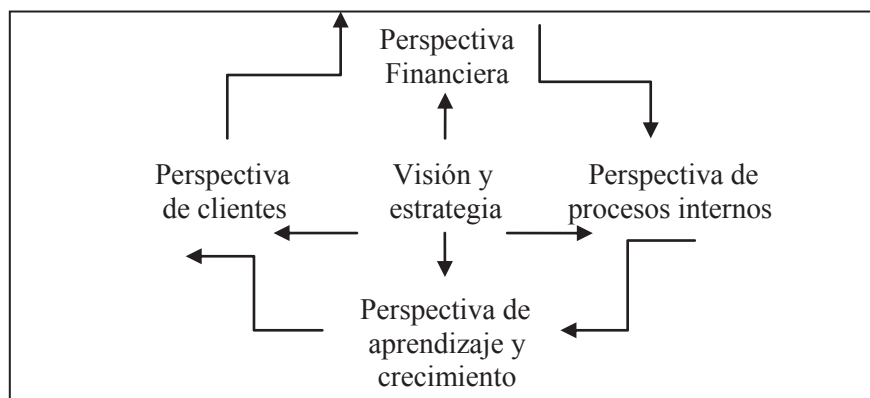 Perspectiva
Financiera
Perspectiva
de clientes
Visión y
estrategia
Perspectiva de
procesos internos
Perspectiva de
aprendizaje y
crecimiento